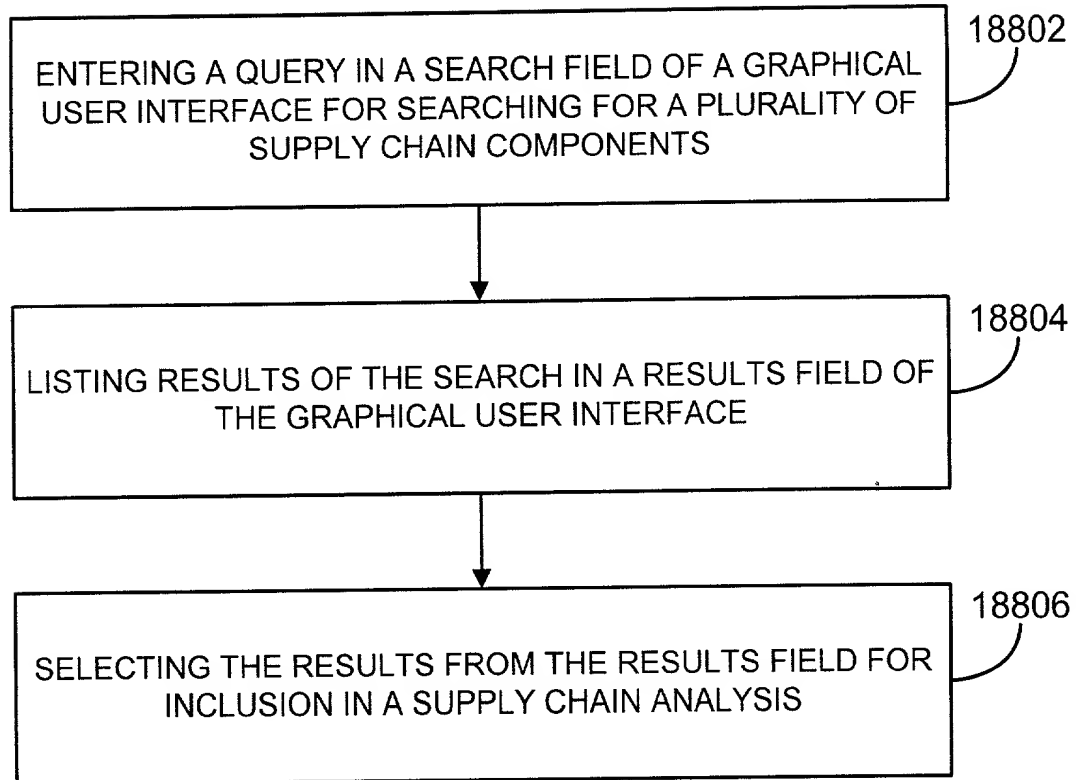 18802
ENTERING A QUERY IN A SEARCH FIELD OF A GRAPHICAL
USER INTERFACE FOR SEARCHING FOR A PLURALITY OF
SUPPLY CHAIN COMPONENTS
18804
LISTING RESULTS OF THE SEARCH IN A RESULTS FIELD OF
THE GRAPHICAL USER INTERFACE
18806
SELECTING THE RESULTS FROM THE RESULTS FIELD FOR
INCLUSION IN A SUPPLY CHAIN ANALYSIS